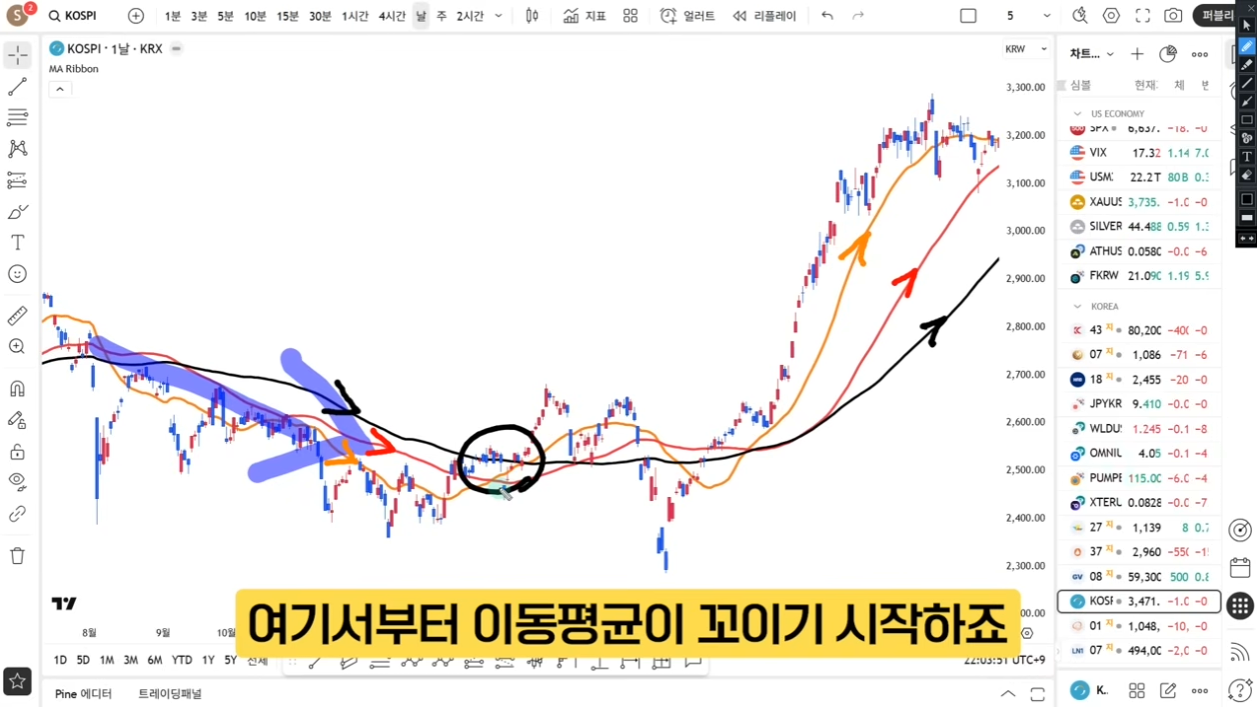 S 2 KOSPI 1분 3분 5분 10분 15분 30분 1시간 4시간 날 주 2시간 지표 얼러트 리플레이 5 퍼블리
KOSPI · 1날 · KRX
MA Ribbon
KRW
3,300.00
3,200.00
3,100.00
3,000.00
2,900.00
2,800.00
2,700.00
2,600.00
2,500.00
2,400.00
2,300.00
차트...
심볼 현재 체
US ECONOMY
SPX 6,637. -18. -0
VIX 17.32 1.14 7.0
USM 22.2T 80B 0.3
XAUUS 3,735. -1.0 -0
SILVER 44.488 0.59 1.3
ATHUS 0.0580 -0.0 -6
FKRW 21.090 1.19 5.9
KOREA
43 지 80,200 -400 -0
07 지 1,086 -71 -6
18 지 2,455 -20 -0
JPYKR 9.410 -0.0 -0
WLDU 1.245 -0.1 -8
OMNIU 4.05 -0.1 -4
PUMPE 115.00 -6.0 -4
XTERL 0.0828 -0.0 -7
27 지 1,139 8 0.7
37 지 2,960 -550 -1
08 지 59,300 500 0.8
KOSF 3,471. -1.0 -0
01 지 1,048, -10, -0
07 지 494,00 -2,0 -0
8월 9월 10월
여기서부터 이동평균이 꼬이기 시작하죠
1D 5D 1M 3M 6M YTD 1Y 5Y 전체
22:03:51 UTC+9
Pine 에디터 트레이딩패널
K..